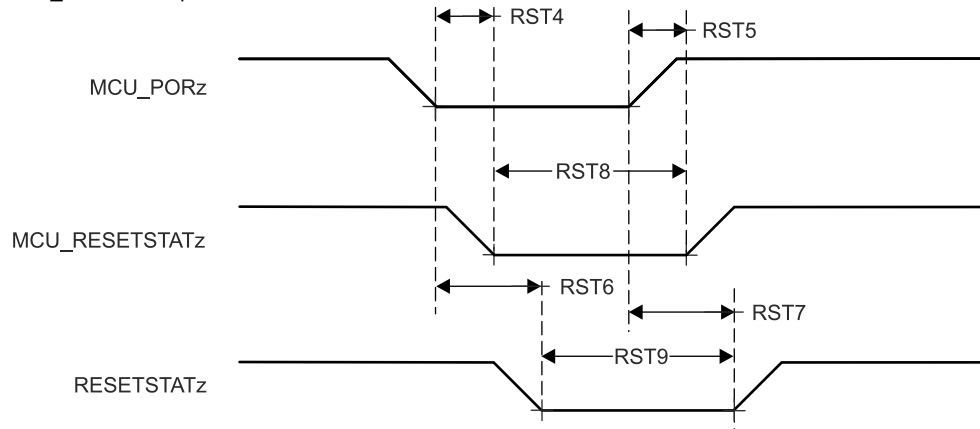 RST4
RST5
MCU_PORz
RST8
MCU_RESETSTATz
RST6
RST7
RST9
RESETSTATz